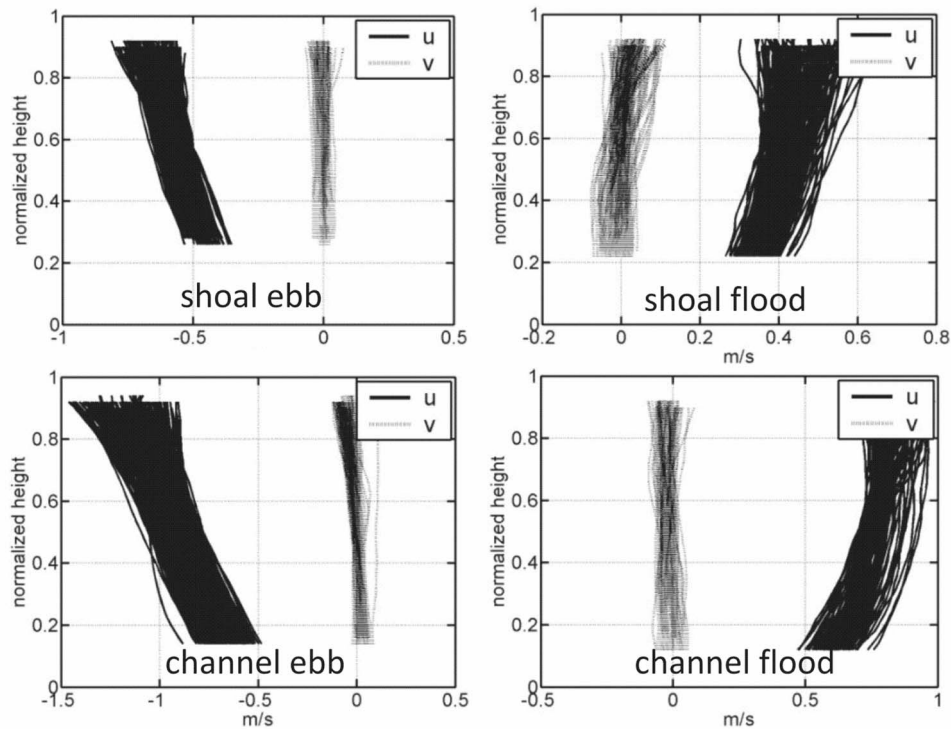 1
0.8
0.6
0.4
0.2
0
normalized height
u
v
shoal ebb
-1
-0.5
0
0.5
1
0.8
0.6
0.4
0.2
0
normalized height
u
v
shoal flood
-0.2
0
0.2
0.4
0.6
0.8
m/s
1
0.8
0.6
0.4
0.2
0
normalized height
u
v
channel ebb
-1.5
-1
-0.5
0
0.5
m/s
1
0.8
0.6
0.4
0.2
0
normalized height
u
v
channel flood
-0.5
0
0.5
1
m/s